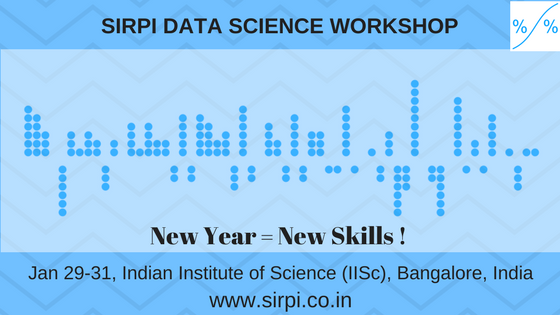 SIRPI DATA SCIENCE WORKSHOP
% %
New Year = New Skills !
Jan 29-31, Indian Institute of Science (IISc), Bangalore, India
www.sirpi.co.in